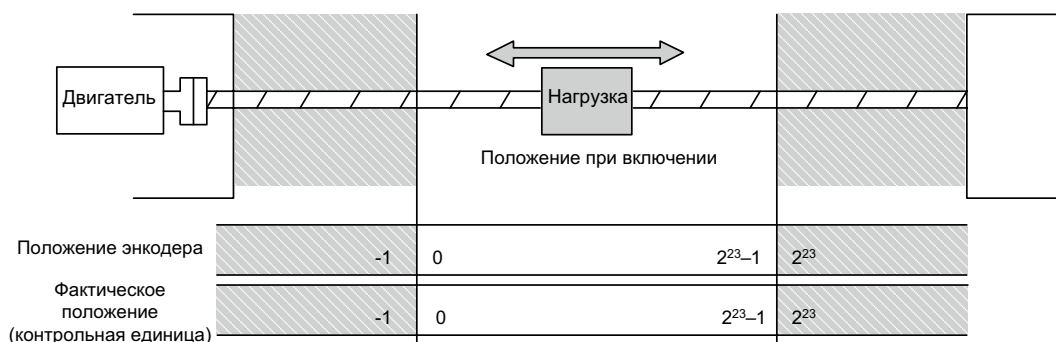 Двигатель
Нагрузка
Положение при включении
Положение энкодера
-1 0 2²³–1 2²³
Фактическое
положение
(контрольная единица)
-1 0 2²³–1 2²³